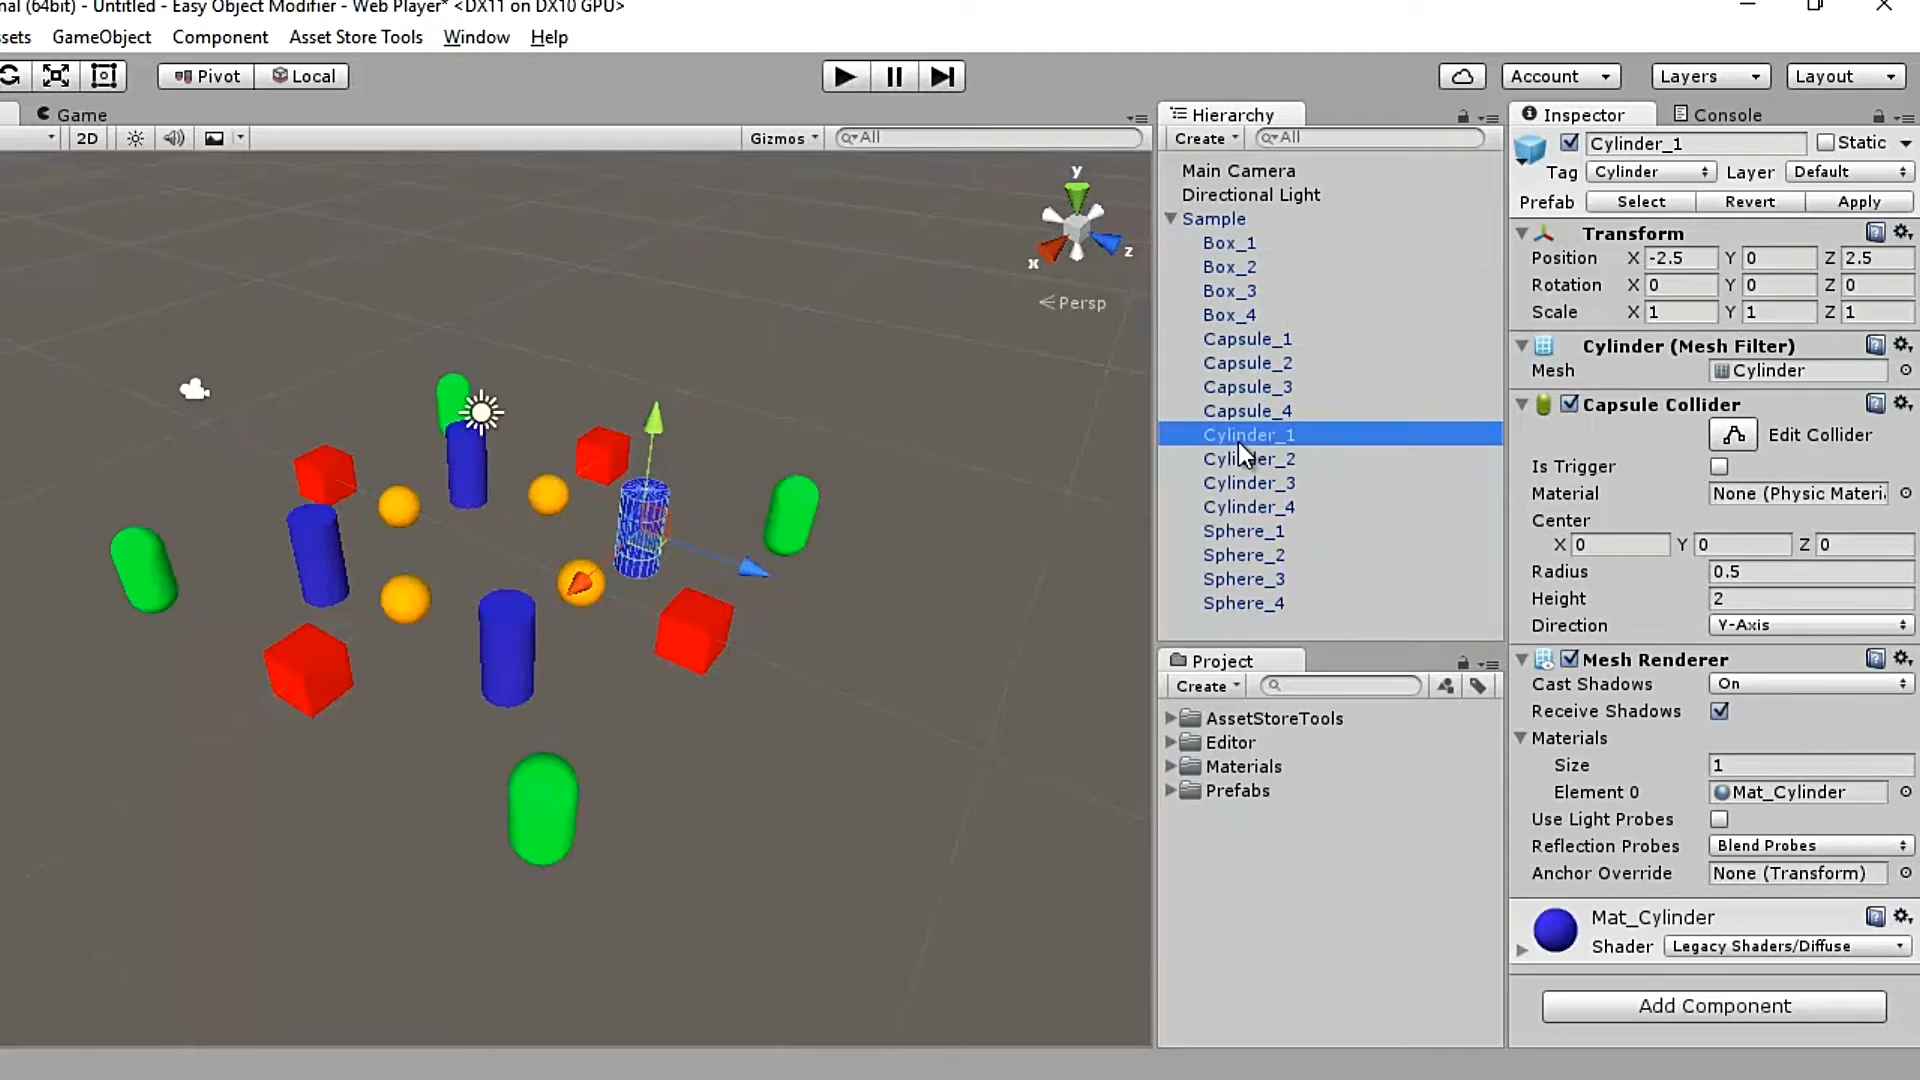 nal (64bit) - Untitled - Easy Object Modifier - Web Player* <DX11 on DX10 GPU>
ssets GameObject Component Asset Store Tools Window Help
Pivot Local Account Layers Layout
Game
2D Gizmos All
y
x
z
Persp
Hierarchy
Create All
Main Camera
Directional Light
Sample
Box_1
Box_2
Box_3
Box_4
Capsule_1
Capsule_2
Capsule_3
Capsule_4
Cylinder_1
Cylinder_2
Cylinder_3
Cylinder_4
Sphere_1
Sphere_2
Sphere_3
Sphere_4
Project
Create
AssetStoreTools
Editor
Materials
Prefabs
Inspector Console
Cylinder_1 Static
Tag Cylinder Layer Default
Prefab Select Revert Apply
Transform
Position X -2.5 Y 0 Z 2.5
Rotation X 0 Y 0 Z 0
Scale X 1 Y 1 Z 1
Cylinder (Mesh Filter)
Mesh Cylinder
Capsule Collider
Edit Collider
Is Trigger
Material None (Physic Materi
Center
X 0 Y 0 Z 0
Radius 0.5
Height 2
Direction Y-Axis
Mesh Renderer
Cast Shadows On
Receive Shadows
Materials
Size 1
Element 0 Mat_Cylinder
Use Light Probes
Reflection Probes Blend Probes
Anchor Override None (Transform)
Mat_Cylinder
Shader Legacy Shaders/Diffuse
Add Component